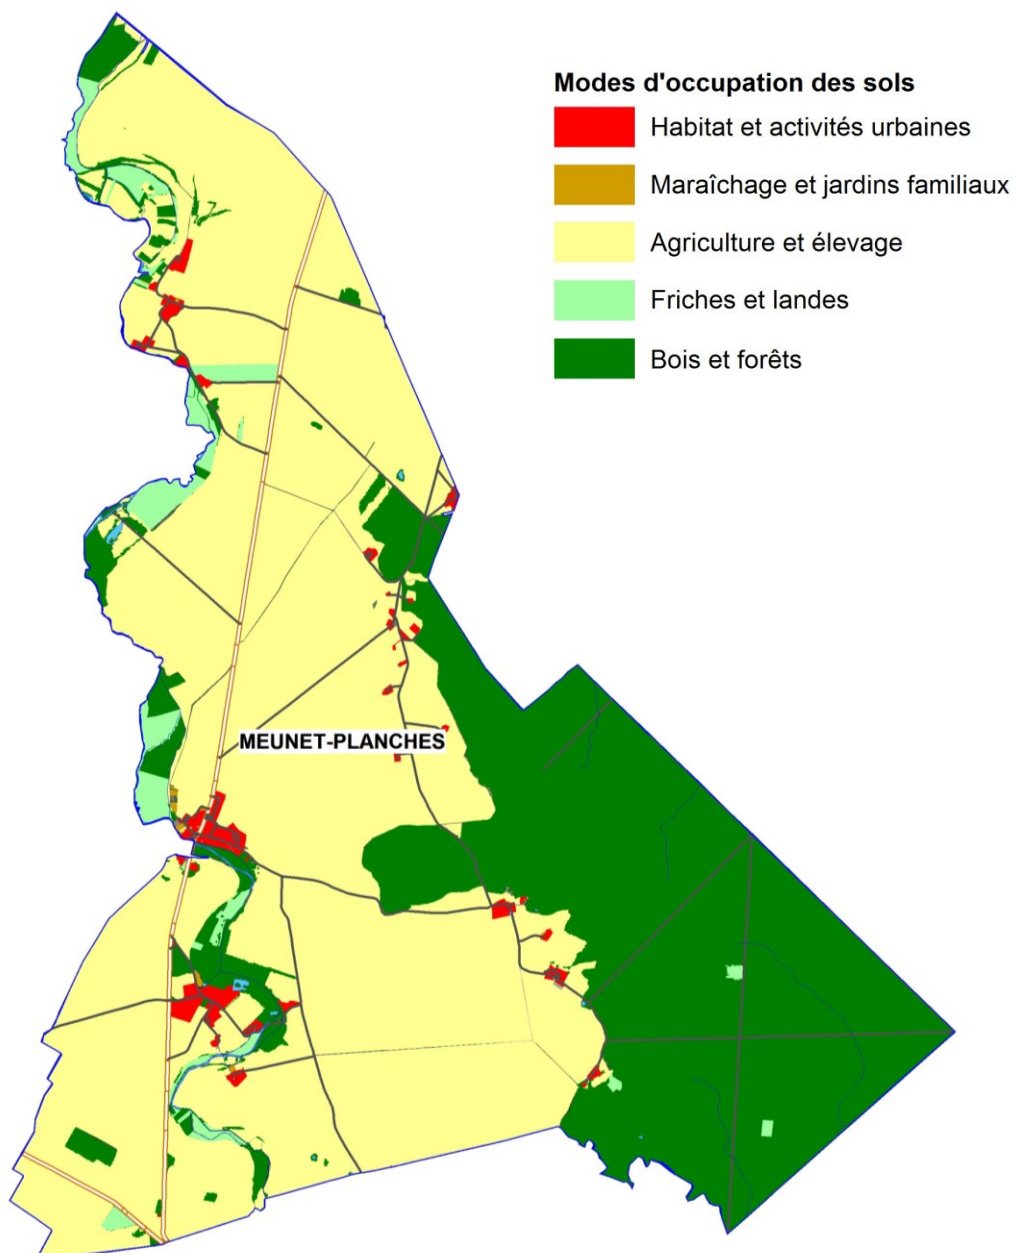 Modes d'occupation des sols
Habitat et activités urbaines
Maraîchage et jardins familiaux
Agriculture et élevage
Friches et landes
Bois et forêts
MEUNET-PLANCHES